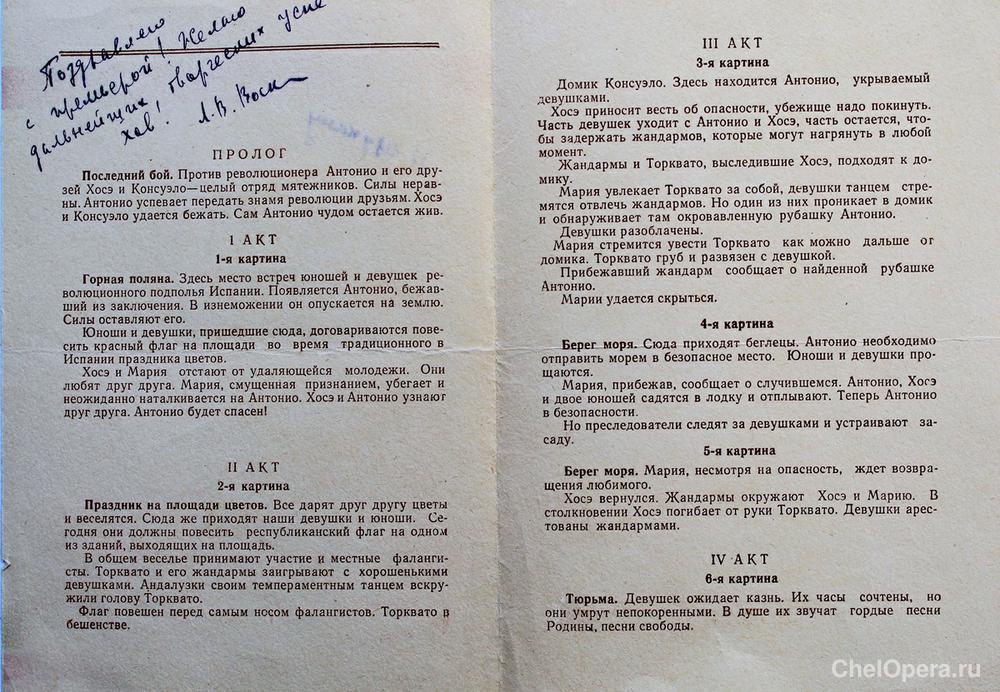 Поздравляю
с премьерой! Желаю
дальнейших творческих успе
хов! Л.В. Воск
ПРОЛОГ
Последний бой. Против революционера Антонио и его дру-
зей Хосэ и Консуэло—целый отряд мятежников. Силы нерав-
ны. Антонио успевает передать знамя революции друзьям. Хосэ
и Консуэло удается бежать. Сам Антонио чудом остается жив.
I АКТ
1-я картина
Горная поляна. Здесь место встреч юношей и девушек ре-
волюционного подполья Испании. Появляется Антонио, бежав-
ший из заключения. В изнеможении он опускается на землю.
Силы оставляют его.
Юноши и девушки, пришедшие сюда, договариваются пове-
сить красный флаг на площади во время традиционного в
Испании праздника цветов.
Хосэ и Мария отстают от удаляющейся молодежи. Они
любят друг друга. Мария, смущенная признанием, убегает и
неожиданно наталкивается на Антонио. Хосэ и Антонио узнают
друг друга. Антонио будет спасен!
II АКТ
2-я картина
Праздник на площади цветов. Все дарят друг другу цветы
и веселятся. Сюда же приходят наши девушки и юноши. Се-
годня они должны повесить республиканский флаг на одном
из зданий, выходящих на площадь.
В общем веселье принимают участие и местные фаланги-
сты. Торквато и его жандармы заигрывают с хорошенькими
девушками. Андалузки своим темпераментным танцем вскру-
жили голову Торквато.
Флаг повешен перед самым носом фалангистов. Торквато в
бешенстве.
III АКТ
3-я картина
Домик Консуэло. Здесь находится Антонио, укрываемый
девушками.
Хосэ приносит весть об опасности, убежище надо покинуть.
Часть девушек уходит с Антонио и Хосэ, часть остается, что-
бы задержать жандармов, которые могут нагрянуть в любой
момент.
Жандармы и Торквато, выследившие Хосэ, подходят к до-
мику.
Мария увлекает Торквато за собой, девушки танцем стре-
мятся отвлечь жандармов. Но один из них проникает в домик
и обнаруживает там окровавленную рубашку Антонио.
Девушки разоблачены.
Мария стремится увести Торквато как можно дальше от
домика. Торквато груб и развязен с девушкой.
Прибежавший жандарм сообщает о найденной рубашке
Антонио.
Марии удается скрыться.
4-я картина
Берег моря. Сюда приходят беглецы. Антонио необходимо
отправить морем в безопасное место. Юноши и девушки про-
щаются.
Мария, прибежав, сообщает о случившемся. Антонио, Хосэ
и двое юношей садятся в лодку и отплывают. Теперь Антонио
в безопасности.
Но преследователи следят за девушками и устраивают за-
саду.
5-я картина
Берег моря. Мария, несмотря на опасность, ждет возвра-
щения любимого.
Хосэ вернулся. Жандармы окружают Хосэ и Марию. В
столкновении Хосэ погибает от руки Торквато. Девушки арес-
тованы жандармами.
IV АКТ
6-я картина
Тюрьма. Девушек ожидает казнь. Их часы сочтены, но
они умрут непокоренными. В душе их звучат гордые песни
Родины, песни свободы.
ChelOpera.ru